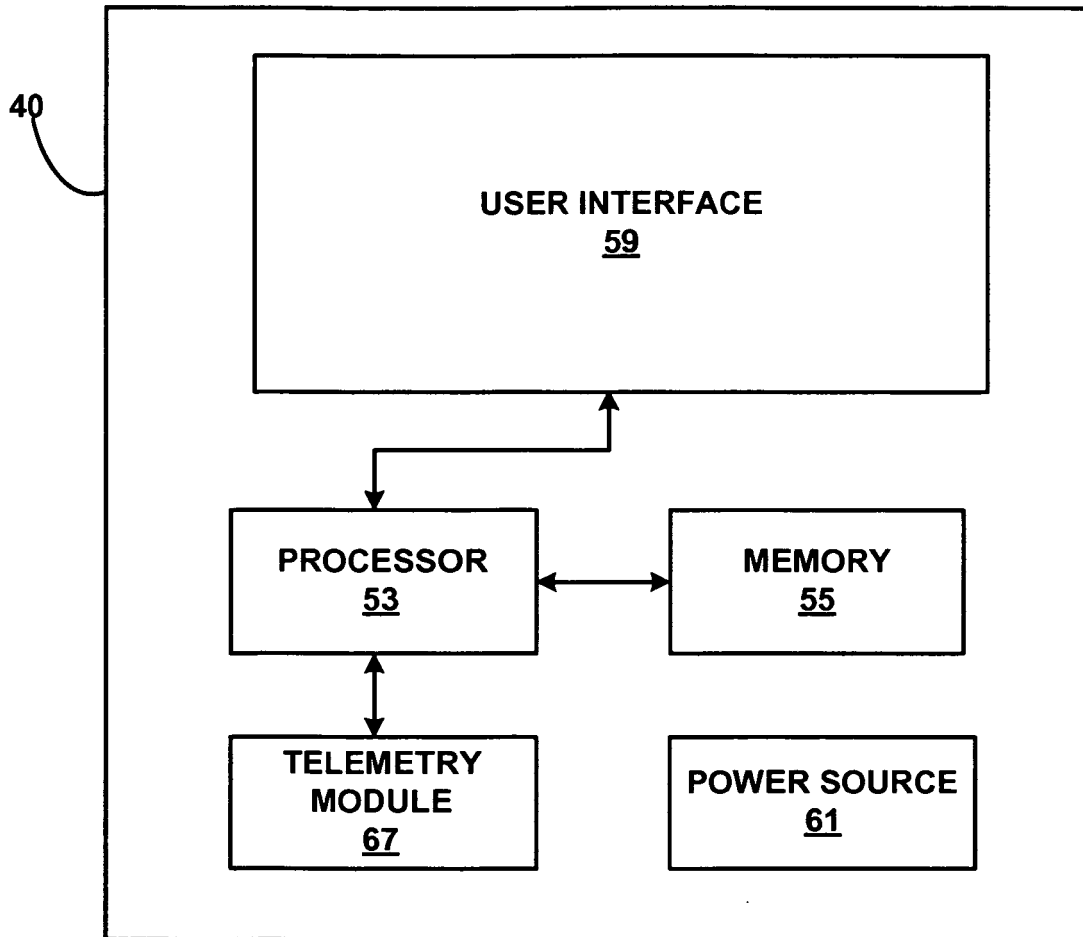 40
USER INTERFACE
59
PROCESSOR
53
MEMORY
55
TELEMETRY
MODULE
67
POWER SOURCE
61